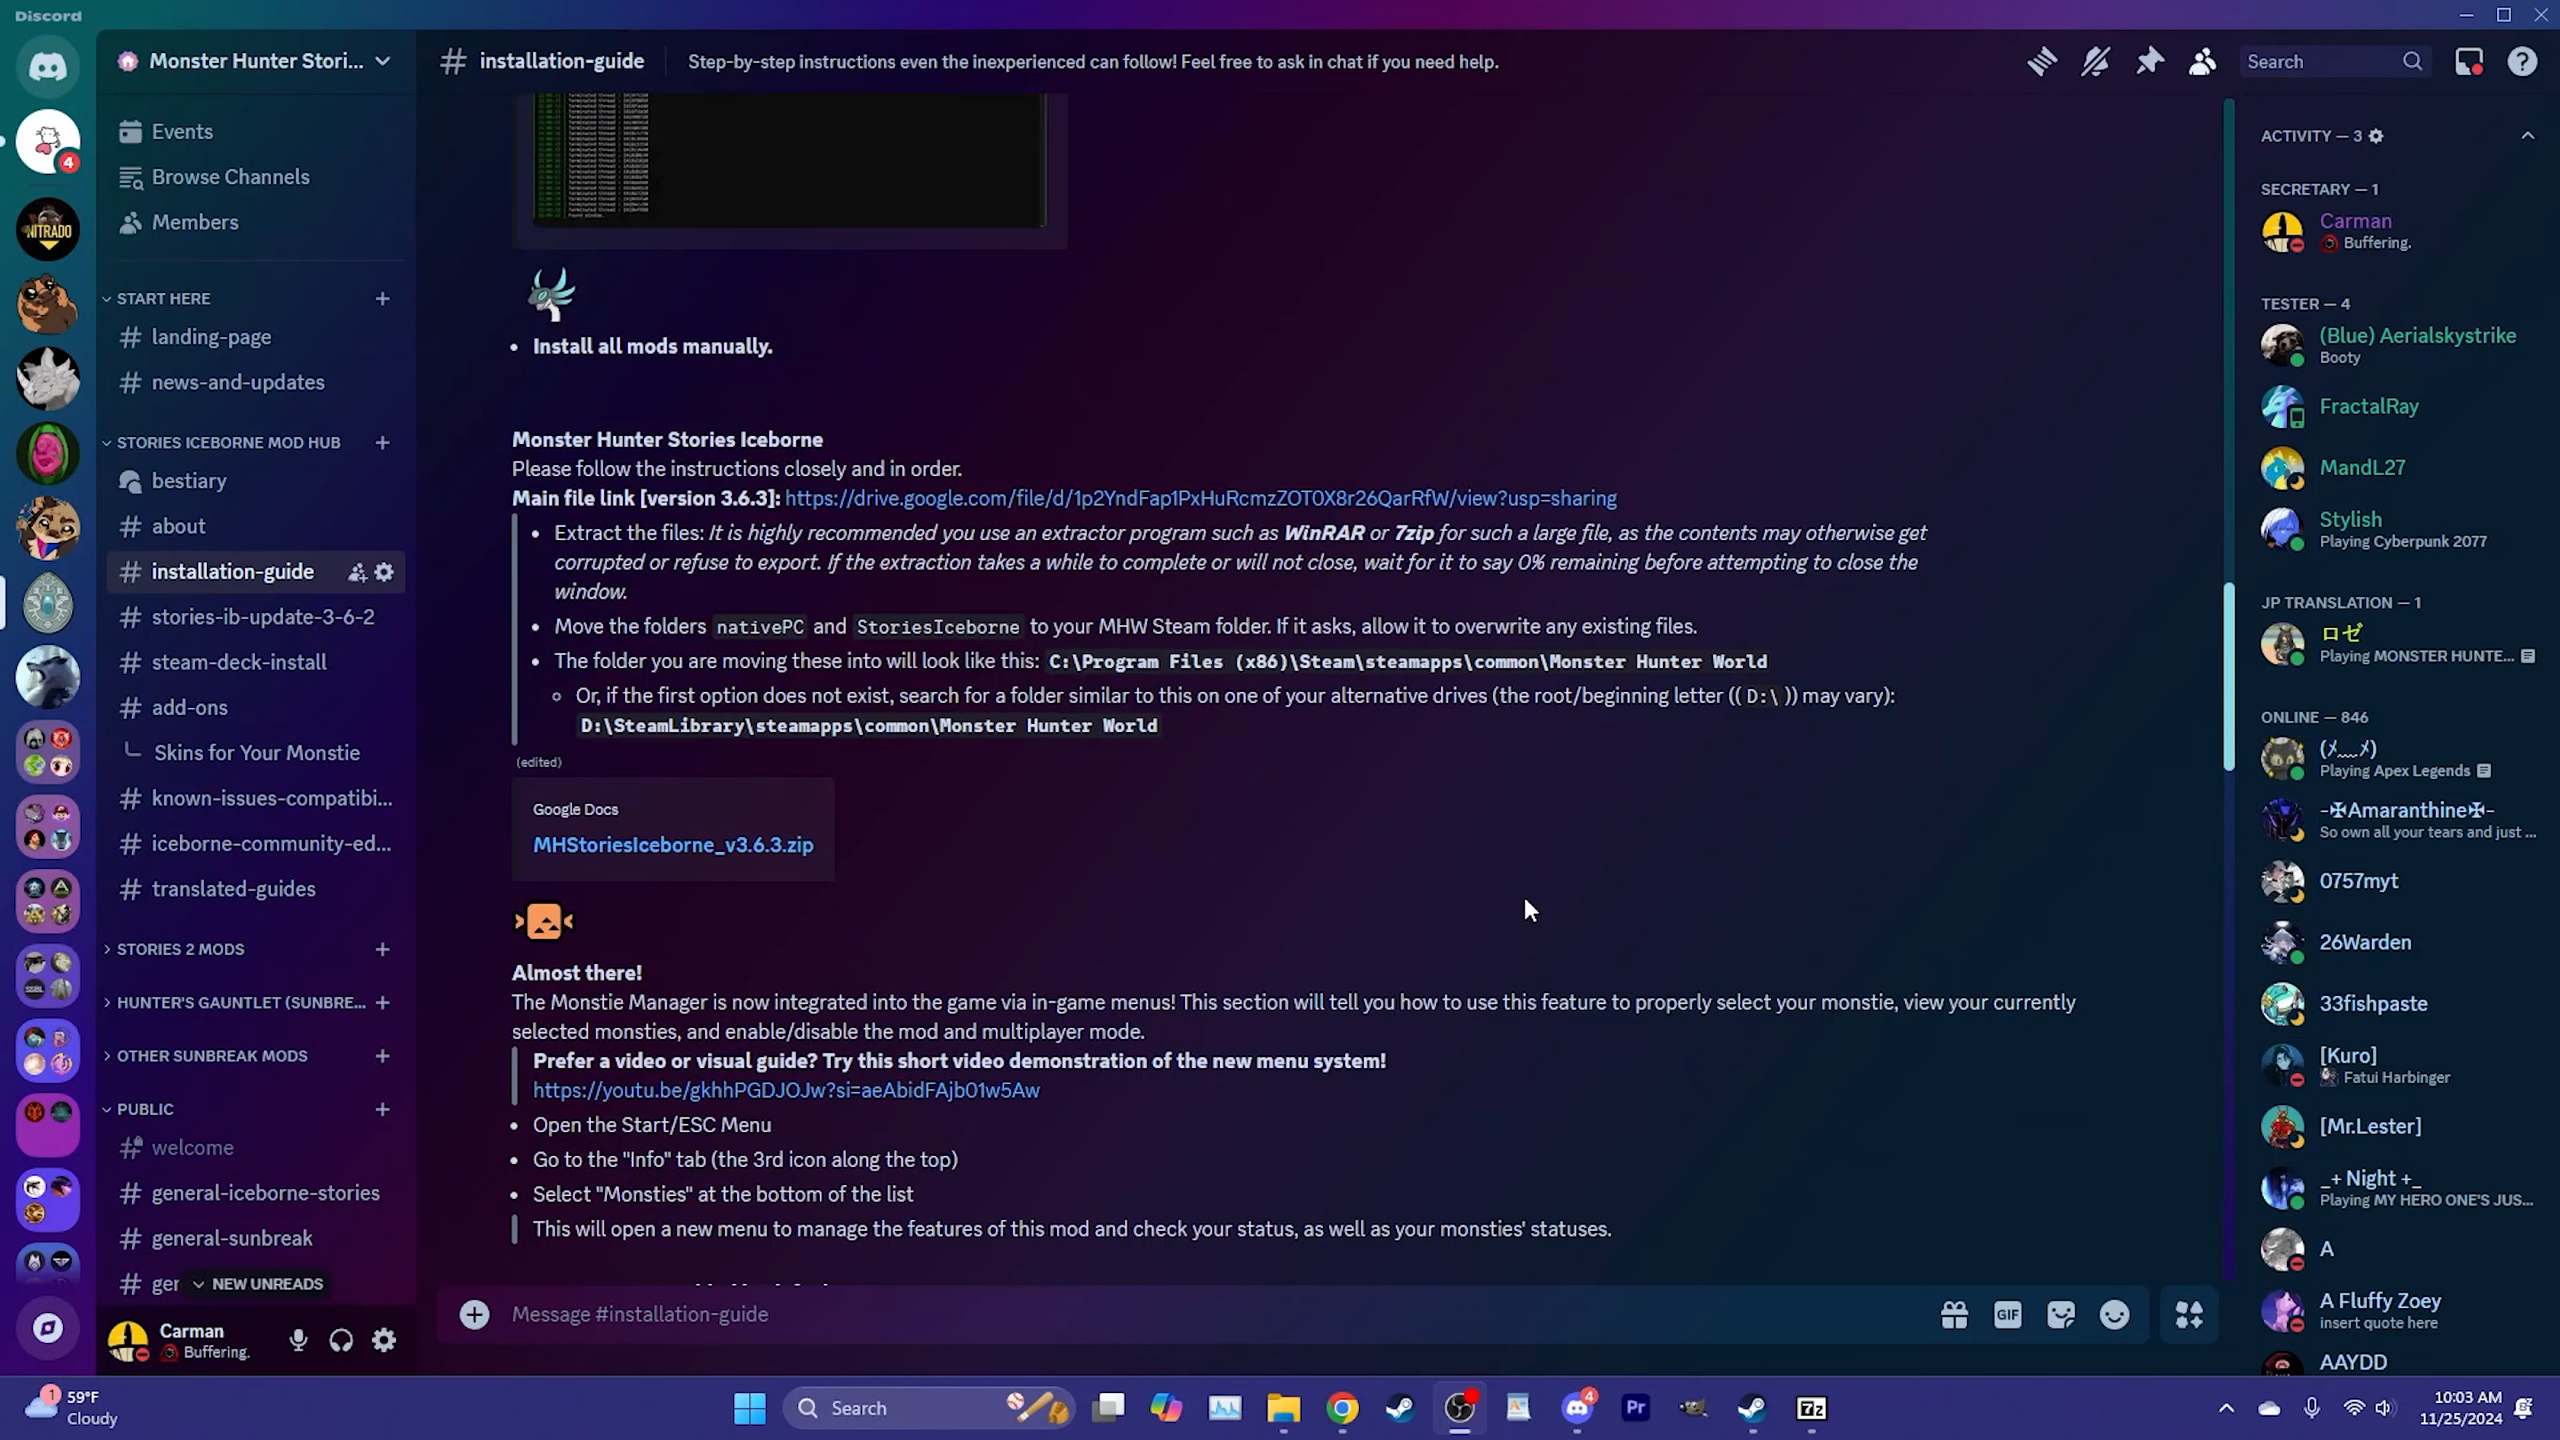 Discord
Monster Hunter Stori...
installation-guide
Step-by-step instructions even the inexperienced can follow! Feel free to ask in chat if you need help.
Search
4
NITRADO
Events
Browse Channels
Members
START HERE
landing-page
news-and-updates
STORIES ICEBORNE MOD HUB
bestiary
about
installation-guide
stories-ib-update-3-6-2
steam-deck-install
add-ons
Skins for Your Monstie
known-issues-compatibi...
iceborne-community-ed...
translated-guides
STORIES 2 MODS
HUNTER'S GAUNTLET (SUNBRE...
OTHER SUNBREAK MODS
PUBLIC
welcome
general-iceborne-stories
general-sunbreak
ger
NEW UNREADS
Carman
Buffering.
• Install all mods manually.
Monster Hunter Stories Iceborne
Please follow the instructions closely and in order.
Main file link [version 3.6.3]: https://drive.google.com/file/d/1p2YndFap1PxHuRcmzZOT0X8r26QarRfW/view?usp=sharing
• Extract the files: It is highly recommended you use an extractor program such as WinRAR or 7zip for such a large file, as the contents may otherwise get
corrupted or refuse to export. If the extraction takes a while to complete or will not close, wait for it to say 0% remaining before attempting to close the
window.
• Move the folders nativePC and StoriesIceborne to your MHW Steam folder. If it asks, allow it to overwrite any existing files.
• The folder you are moving these into will look like this: C:\Program Files (x86)\Steam\steamapps\common\Monster Hunter World
◦ Or, if the first option does not exist, search for a folder similar to this on one of your alternative drives (the root/beginning letter (( D:\ )) may vary):
D:\SteamLibrary\steamapps\common\Monster Hunter World
(edited)
Google Docs
MHStoriesIceborne_v3.6.3.zip
Almost there!
The Monstie Manager is now integrated into the game via in-game menus! This section will tell you how to use this feature to properly select your monstie, view your currently
selected monsties, and enable/disable the mod and multiplayer mode.
Prefer a video or visual guide? Try this short video demonstration of the new menu system!
https://youtu.be/gkhhPGDJOJw?si=aeAbidFAjb01w5Aw
• Open the Start/ESC Menu
• Go to the "Info" tab (the 3rd icon along the top)
• Select "Monsties" at the bottom of the list
This will open a new menu to manage the features of this mod and check your status, as well as your monsties' statuses.
Message #installation-guide
GIF
ACTIVITY — 3
SECRETARY — 1
Carman
Buffering.
TESTER — 4
(Blue) Aerialskystrike
Booty
FractalRay
MandL27
Stylish
Playing Cyberpunk 2077
JP TRANSLATION — 1
ロゼ
Playing MONSTER HUNTE...
ONLINE — 846
(メ﹏メ)
Playing Apex Legends
-✠Amaranthine✠-
So own all your tears and just ...
0757myt
26Warden
33fishpaste
[Kuro]
Fatui Harbinger
[Mr.Lester]
_+ Night +_
Playing MY HERO ONE'S JUS...
A
A Fluffy Zoey
insert quote here
AAYDD
1
59°F
Cloudy
Search
4
Pr
7z
10:03 AM
11/25/2024